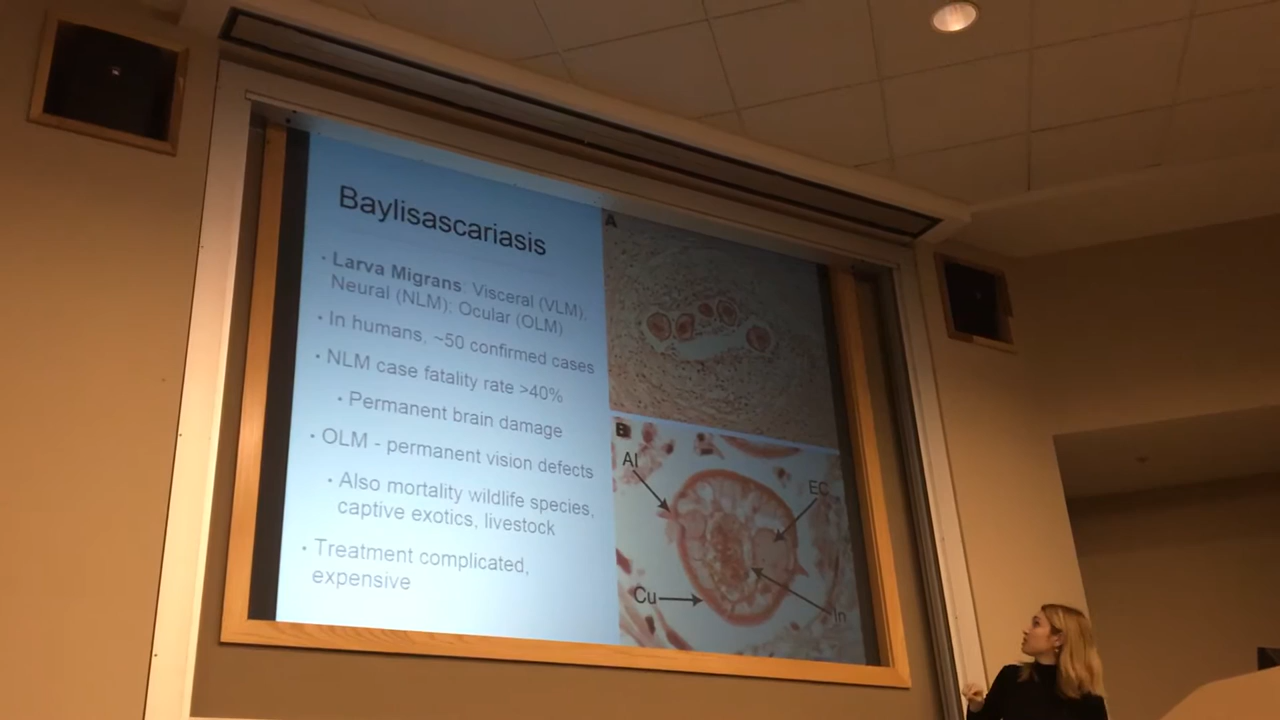 Baylisascariasis
• Larva Migrans: Visceral (VLM);
Neural (NLM); Ocular (OLM)
• In humans, ~50 confirmed cases
• NLM case fatality rate >40%
• Permanent brain damage
• OLM - permanent vision defects
• Also mortality wildlife species,
captive exotics, livestock
• Treatment complicated,
expensive
A
B
Al
EC
Cu
In